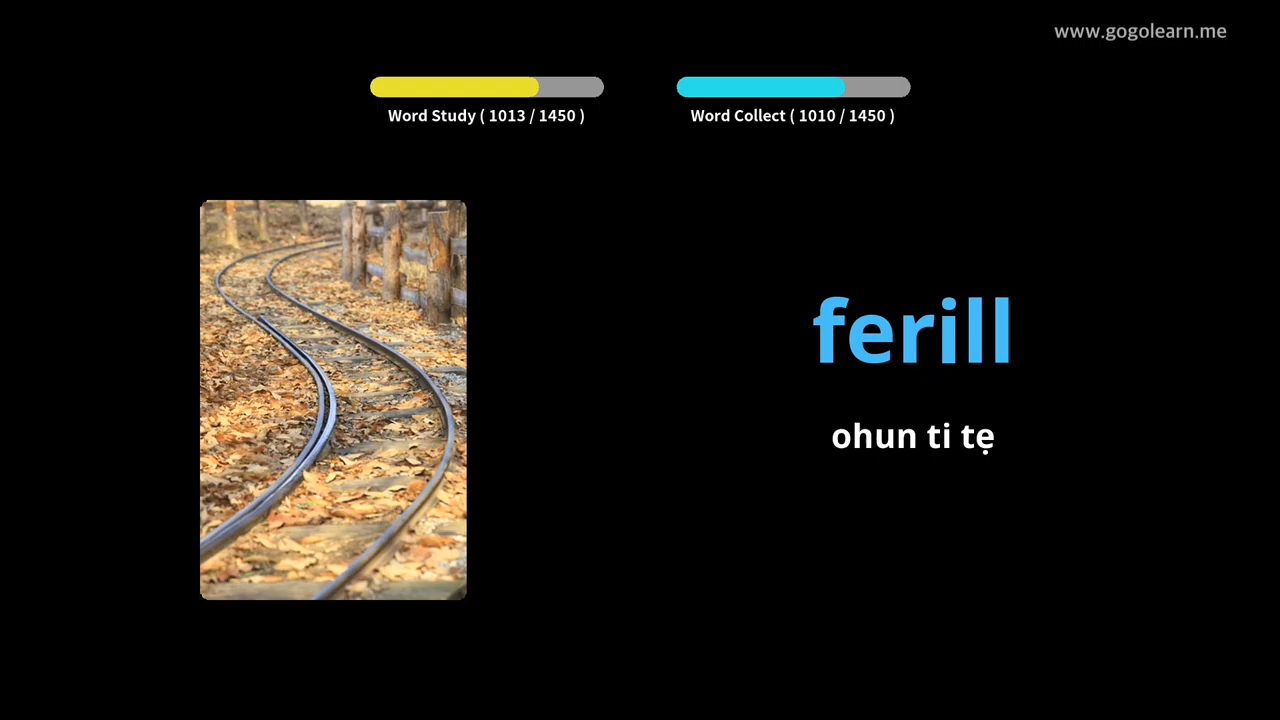 www.gogolearn.me
Word Study ( 1013 / 1450 )
Word Collect ( 1010 / 1450 )
ferill
ohun ti tẹ